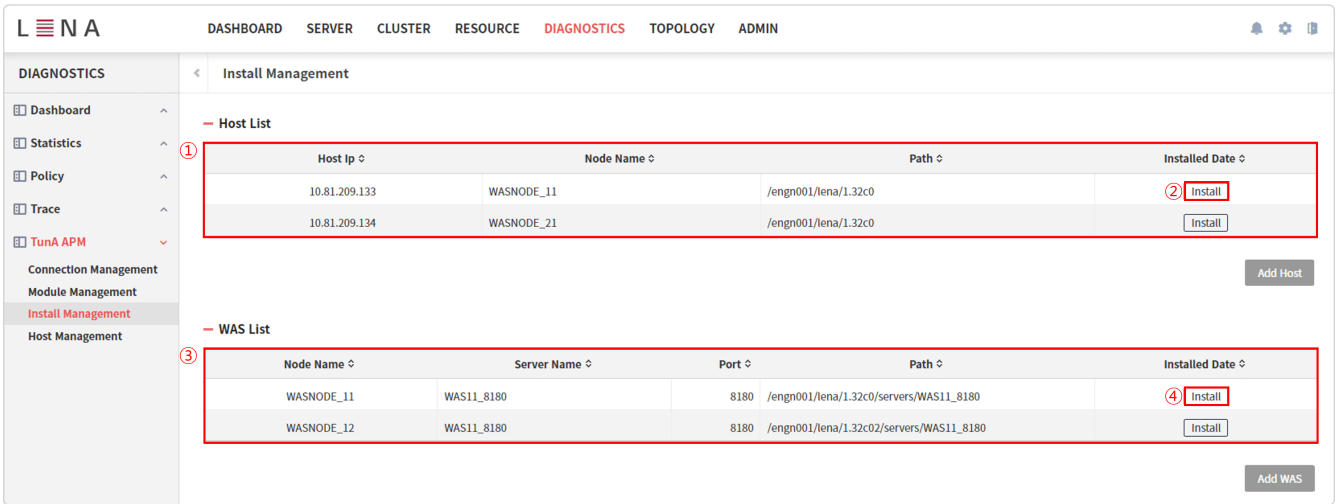 LENA DASHBOARD SERVER CLUSTER RESOURCE DIAGNOSTICS TOPOLOGY ADMIN
DIAGNOSTICS
Dashboard
Statistics
Policy
Trace
TunA APM
Connection Management
Module Management
Install Management
Host Management
Install Management
Host List
①
Host Ip Node Name Path Installed Date
10.81.209.133 WASNODE_11 /engn001/lena/1.32c0 ② Install
10.81.209.134 WASNODE_21 /engn001/lena/1.32c0 Install
Add Host
WAS List
③
Node Name Server Name Port Path Installed Date
WASNODE_11 WAS11_8180 8180 /engn001/lena/1.32c0/servers/WAS11_8180 ④ Install
WASNODE_12 WAS11_8180 8180 /engn001/lena/1.32c02/servers/WAS11_8180 Install
Add WAS